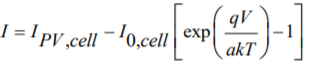 I = I_{PV,cell} − I_{0,cell} [ exp( qV / akT ) − 1 ]